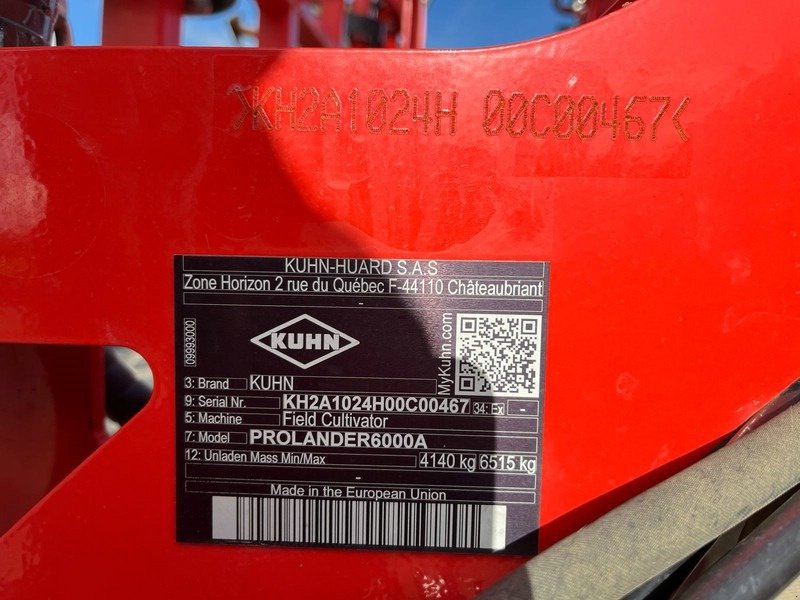 >KH2A1024H 00C00467<
KUHN-HUARD S.A.S
Zone Horizon 2 rue du Québec F-44110 Châteaubriant
-
09993000
KUHN
MyKuhn.com
3: Brand KUHN
9: Serial Nr. KH2A1024H00C00467 34: Ex -
5: Machine Field Cultivator
7: Model PROLANDER6000A
12: Unladen Mass Min/Max 4140 kg 6515 kg
-
Made in the European Union